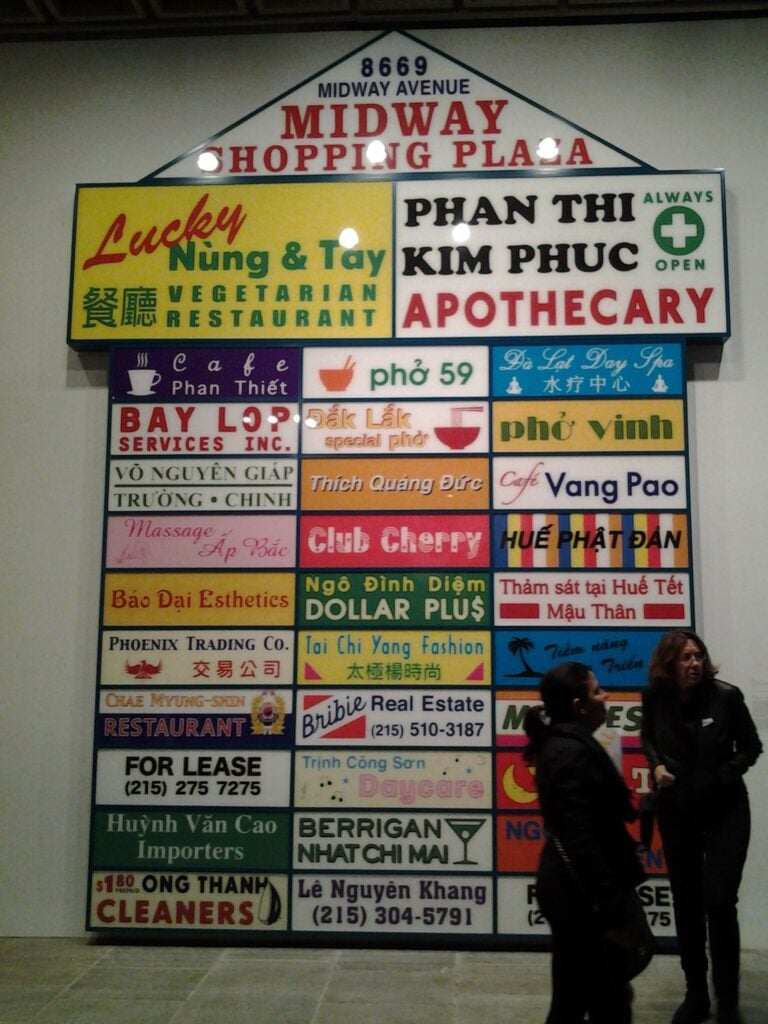 8669
MIDWAY AVENUE
MIDWAY
SHOPPING PLAZA
Lucky
Nùng & Tay
餐廳 VEGETARIAN
RESTAURANT
PHAN THI
KIM PHUC
APOTHECARY
ALWAYS
OPEN
Cafe
Phan Thiết
phở 59
Đà Lạt Day Spa
水疗中心
BAY LOP
SERVICES INC.
Đắk Lắk
special phở
phở vinh
VÕ NGUYÊN GIÁP
TRƯỜNG • CHINH
Thích Quảng Đức
Café Vang Pao
Massage
Ấp Bắc
Club Cherry
HUẾ PHẬT ĐẢN
Bảo Đại Esthetics
Ngô Đình Diệm
DOLLAR PLU$
Thảm sát tại Huế Tết
Mậu Thân
PHOENIX TRADING CO.
交易公司
Tai Chi Yang Fashion
太極楊時尚
Tiềm năng
Triển
CHAE MYUNG-SHIN
RESTAURANT
Bribie Real Estate
(215) 510-3187
FOR LEASE
(215) 275 7275
Trịnh Công Sơn
Daycare
Huỳnh Văn Cao
Importers
BERRIGAN
NHAT CHI MAI
$1.80 PREPAID ONG THANH
CLEANERS
Lê Nguyên Khang
(215) 304-5791